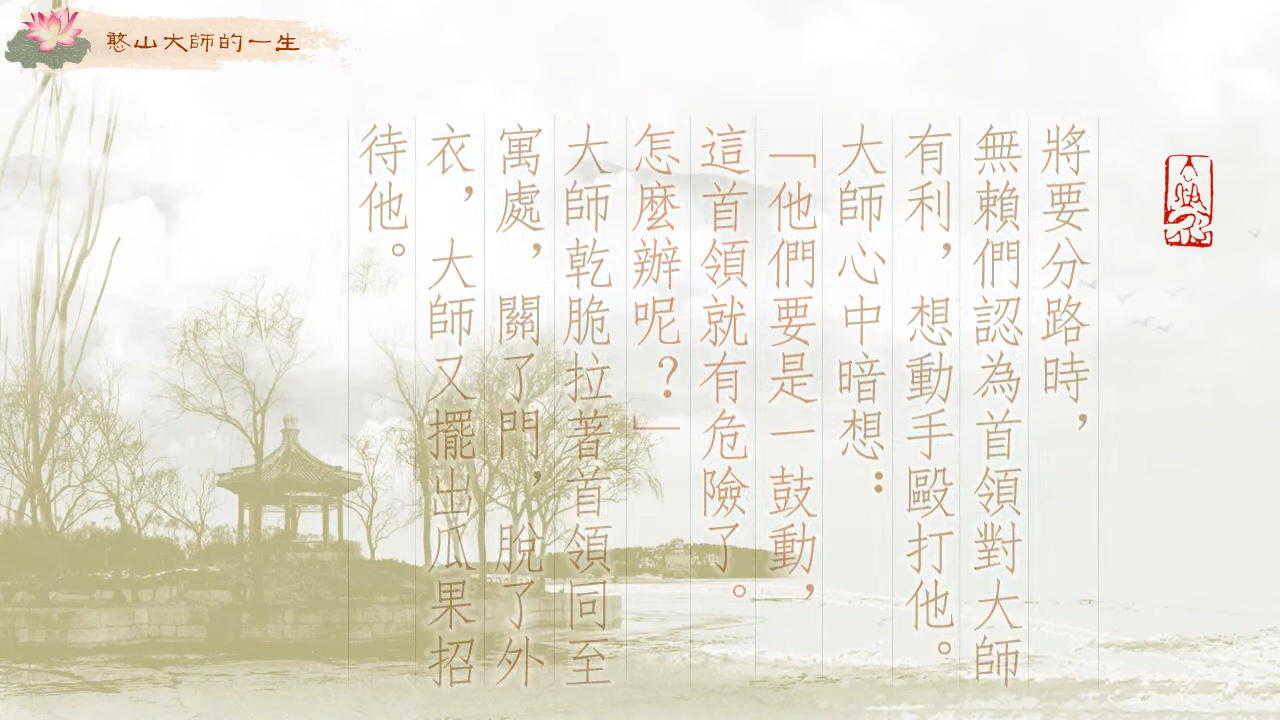 憨山大師的一生
將要分路時，
無賴們認為首領對大師
有利，想動手毆打他。
大師心中暗想：
「他們要是一鼓動，
這首領就有危險了。
怎麼辦呢？」
大師乾脆拉著首領同至
寓處，關了門，脫了外
衣，大師又擺出瓜果招
待他。